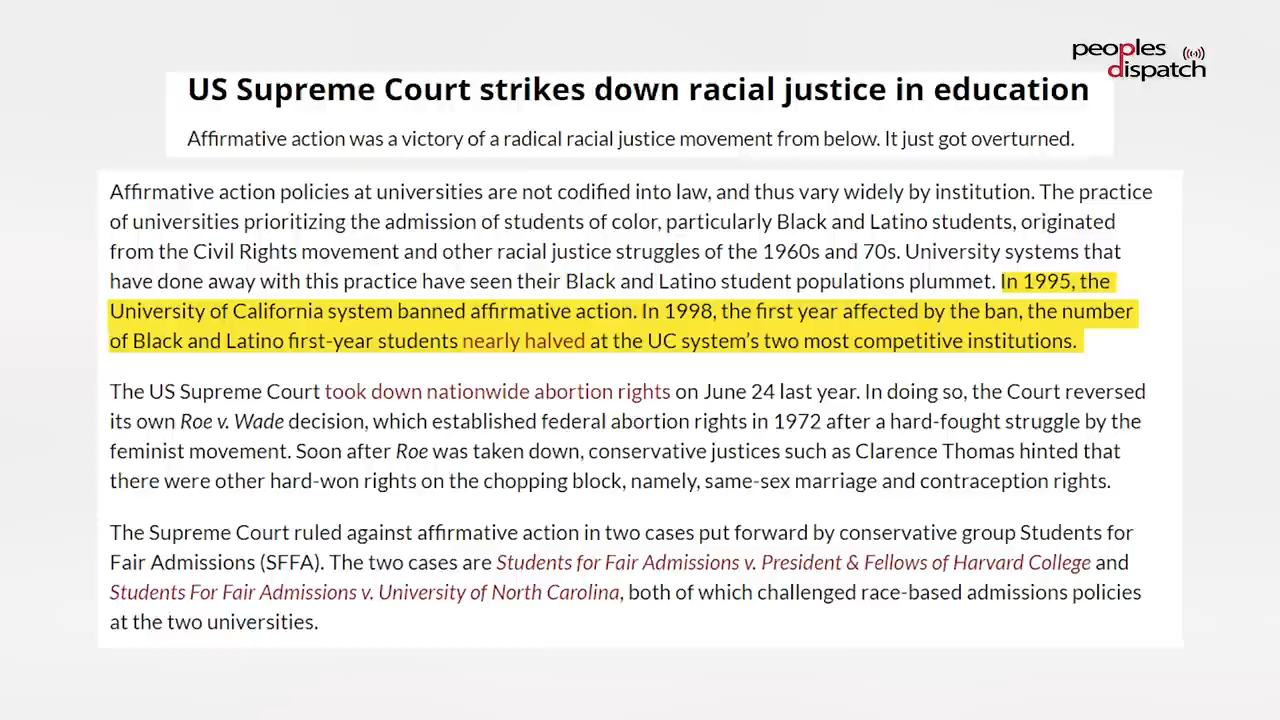 peoples
dispatch
US Supreme Court strikes down racial justice in education
Affirmative action was a victory of a radical racial justice movement from below. It just got overturned.
Affirmative action policies at universities are not codified into law, and thus vary widely by institution. The practice
of universities prioritizing the admission of students of color, particularly Black and Latino students, originated
from the Civil Rights movement and other racial justice struggles of the 1960s and 70s. University systems that
have done away with this practice have seen their Black and Latino student populations plummet. In 1995, the
University of California system banned affirmative action. In 1998, the first year affected by the ban, the number
of Black and Latino first-year students nearly halved at the UC system’s two most competitive institutions.
The US Supreme Court took down nationwide abortion rights on June 24 last year. In doing so, the Court reversed
its own Roe v. Wade decision, which established federal abortion rights in 1972 after a hard-fought struggle by the
feminist movement. Soon after Roe was taken down, conservative justices such as Clarence Thomas hinted that
there were other hard-won rights on the chopping block, namely, same-sex marriage and contraception rights.
The Supreme Court ruled against affirmative action in two cases put forward by conservative group Students for
Fair Admissions (SFFA). The two cases are Students for Fair Admissions v. President & Fellows of Harvard College and
Students For Fair Admissions v. University of North Carolina, both of which challenged race-based admissions policies
at the two universities.